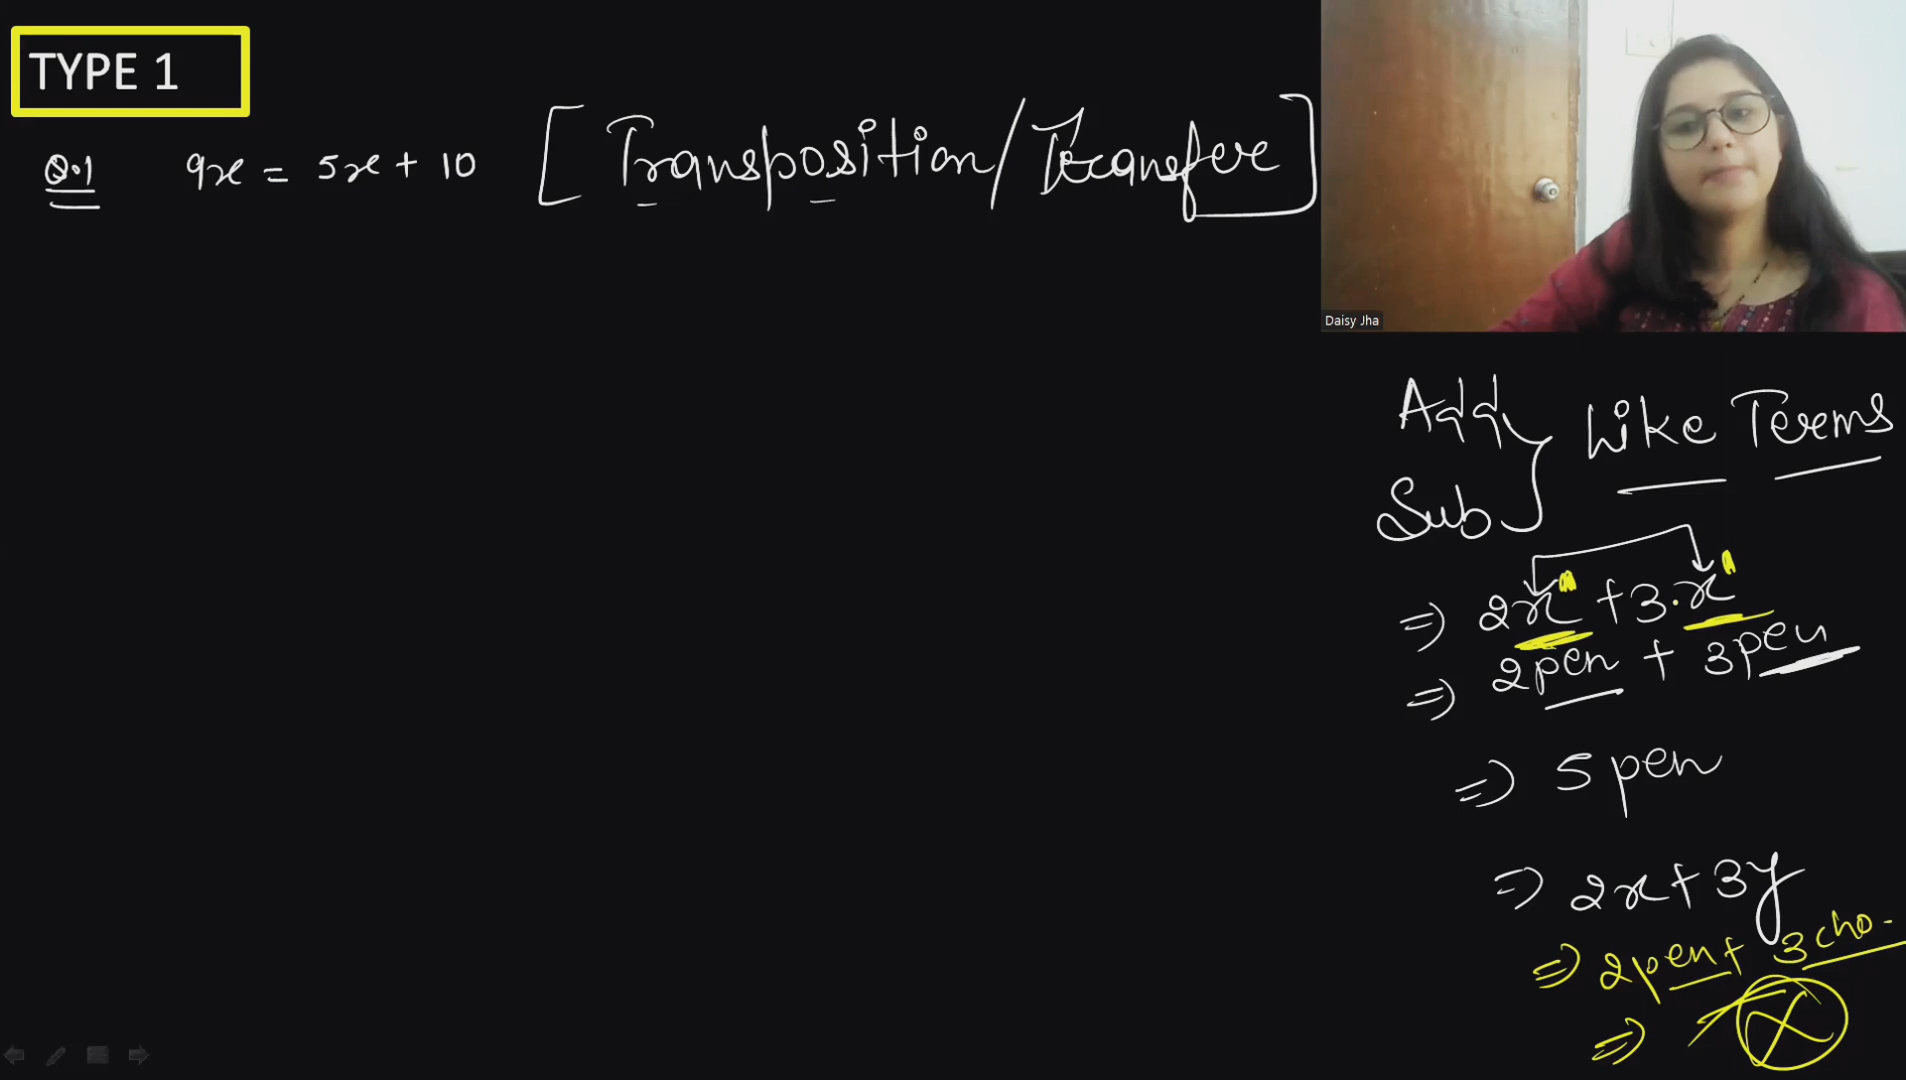 TYPE 1
Q.1 9x = 5x + 10 [Transposition/Transfer]
Daisy Jha
Add
Sub } Like Terms
⇒ 2x + 3.x
⇒ 2pen + 3pen
⇒ 5pen
⇒ 2x + 3y
⇒ 2pen + 3cho.
⇒ X